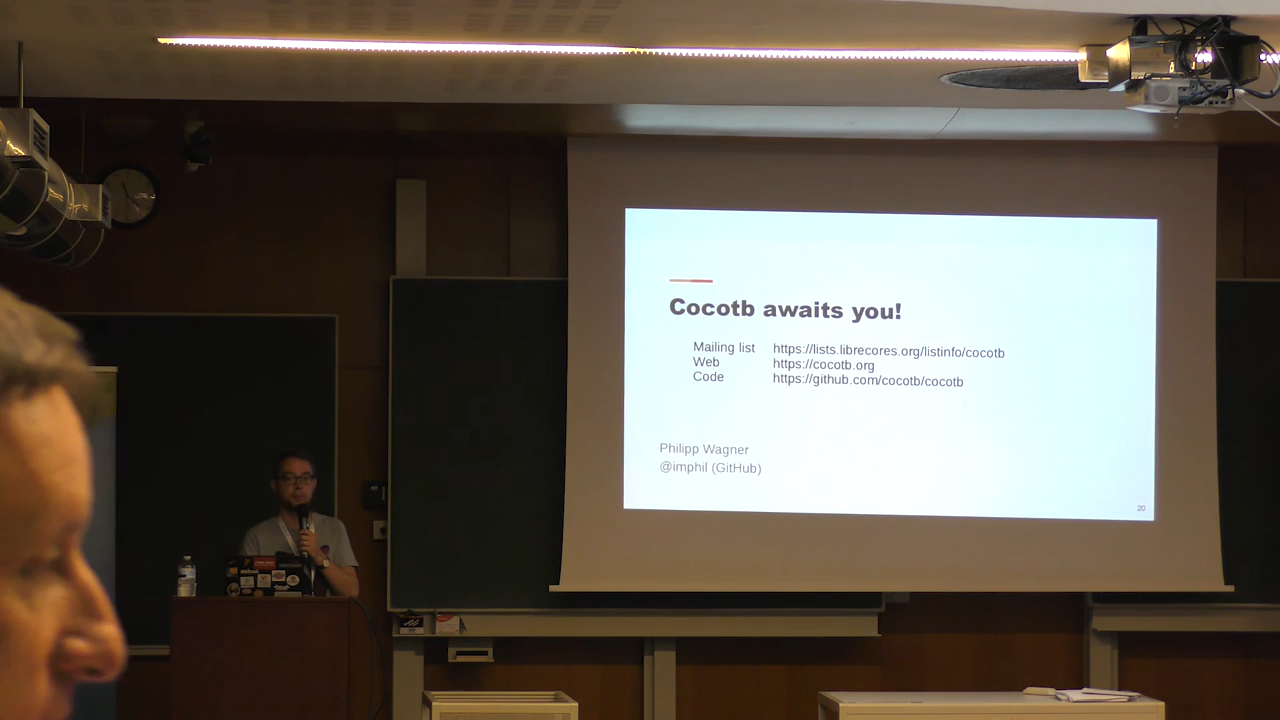 Cocotb awaits you!
Mailing list https://lists.librecores.org/listinfo/cocotb
Web https://cocotb.org
Code https://github.com/cocotb/cocotb
Philipp Wagner
@imphil (GitHub)
20